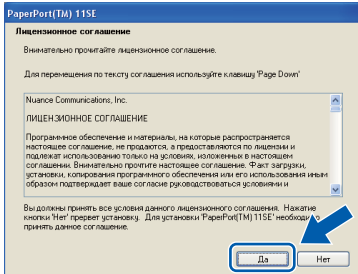 PaperPort(TM) 11SE
Лицензионное соглашение
Внимательно прочитайте лицензионное соглашение.
Для перемещения по тексту соглашения используйте клавишу 'Page Down'
Nuance Communications, Inc.
ЛИЦЕНЗИОННОЕ СОГЛАШЕНИЕ
Программное обеспечение и материалы, на которые распространяется
настоящее соглашение, не продаются, а предоставляются по лицензии и
подлежат использованию только на условиях, изложенных в настоящем
соглашении. Внимательно прочтите настоящее соглашение. Факт загрузки,
установки, копирования программного обеспечения или его использования иным
образом подтверждает ваше согласие руководствоваться условиями и
Вы должны принять все условия данного лицензионного соглашения. Нажатие
кнопки 'Нет' прервет установку. Для установки 'PaperPort(TM) 11SE' необходимо
принять данное соглашение.
Да
Нет